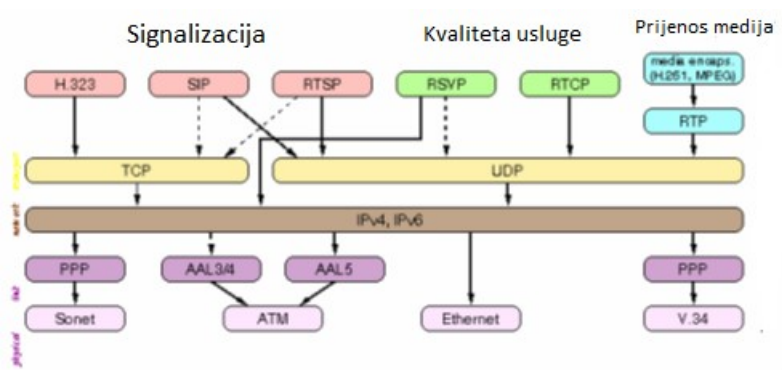 Signalizacija
Kvaliteta usluge
Prijenos medija
H.323
SIP
RTSP
RSVP
RTCP
media encaps.
(H.261, MPEG)
RTP
TCP
UDP
IPv4, IPv6
PPP
AAL3/4
AAL5
PPP
Sonet
ATM
Ethernet
V.34
physical